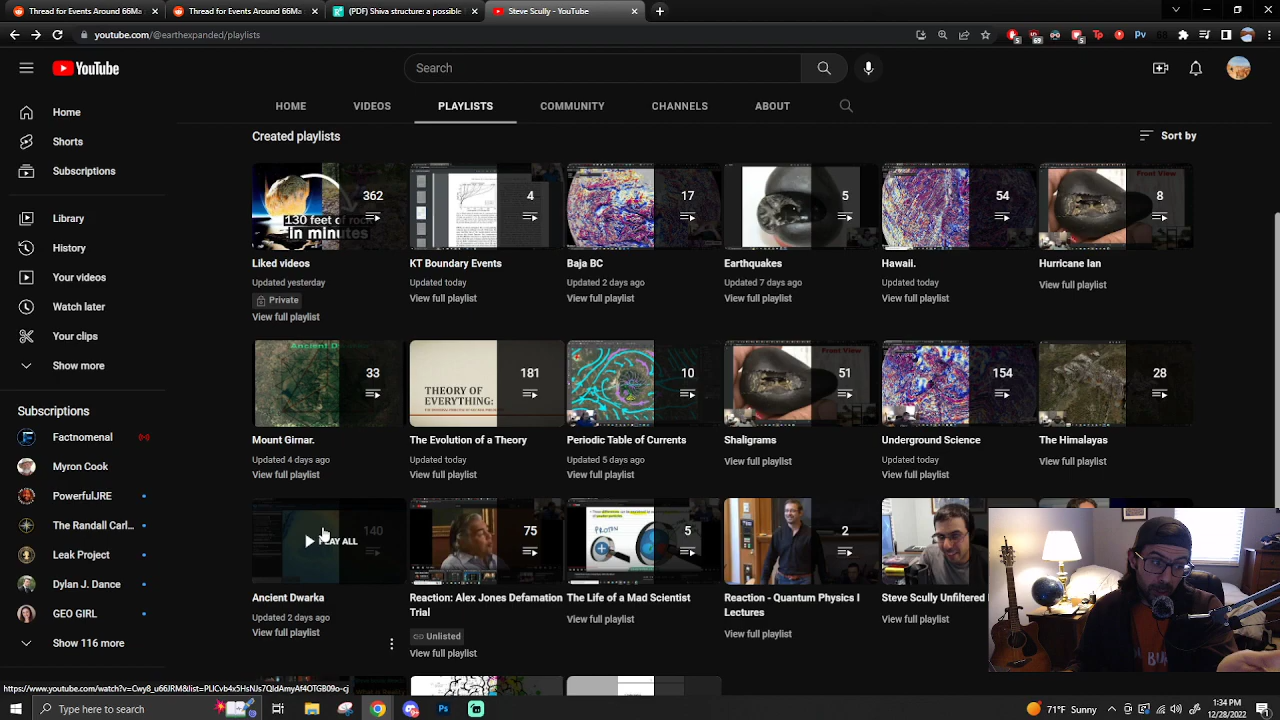 Thread for Events Around 66Ma
Thread for Events Around 66Ma
(PDF) Shiva structure: a possible
Steve Scully - YouTube
youtube.com/@earthexpanded/playlists
YouTube
Search
HOME
VIDEOS
PLAYLISTS
COMMUNITY
CHANNELS
ABOUT
Home
Shorts
Subscriptions
Library
History
Your videos
Watch later
Your clips
Show more
Subscriptions
Factnomenal
Myron Cook
PowerfulJRE
The Randall Carl...
Leak Project
Dylan J. Dance
GEO GIRL
Show 116 more
Created playlists
Sort by
130 feet of rock
in minutes
362
4
17
5
54
Front View
8
Liked videos
Updated yesterday
Private
View full playlist
KT Boundary Events
Updated today
View full playlist
Baja BC
Updated 2 days ago
View full playlist
Earthquakes
Updated 7 days ago
View full playlist
Hawaii.
Updated today
View full playlist
Hurricane Ian
View full playlist
33
THEORY OF
EVERYTHING:
181
10
Front View
51
154
28
Mount Girnar.
Updated 4 days ago
View full playlist
The Evolution of a Theory
Updated today
View full playlist
Periodic Table of Currents
Updated 5 days ago
View full playlist
Shaligrams
View full playlist
Underground Science
Updated today
View full playlist
The Himalayas
View full playlist
PLAY ALL
140
75
PROTON
5
2
Ancient Dwarka
Updated 2 days ago
View full playlist
Reaction: Alex Jones Defamation
Trial
Unlisted
View full playlist
The Life of a Mad Scientist
View full playlist
Reaction - Quantum Physics I
Lectures
View full playlist
Steve Scully Unfiltered
View full playlist
Type here to search
71°F Sunny
1:34 PM
12/28/2022